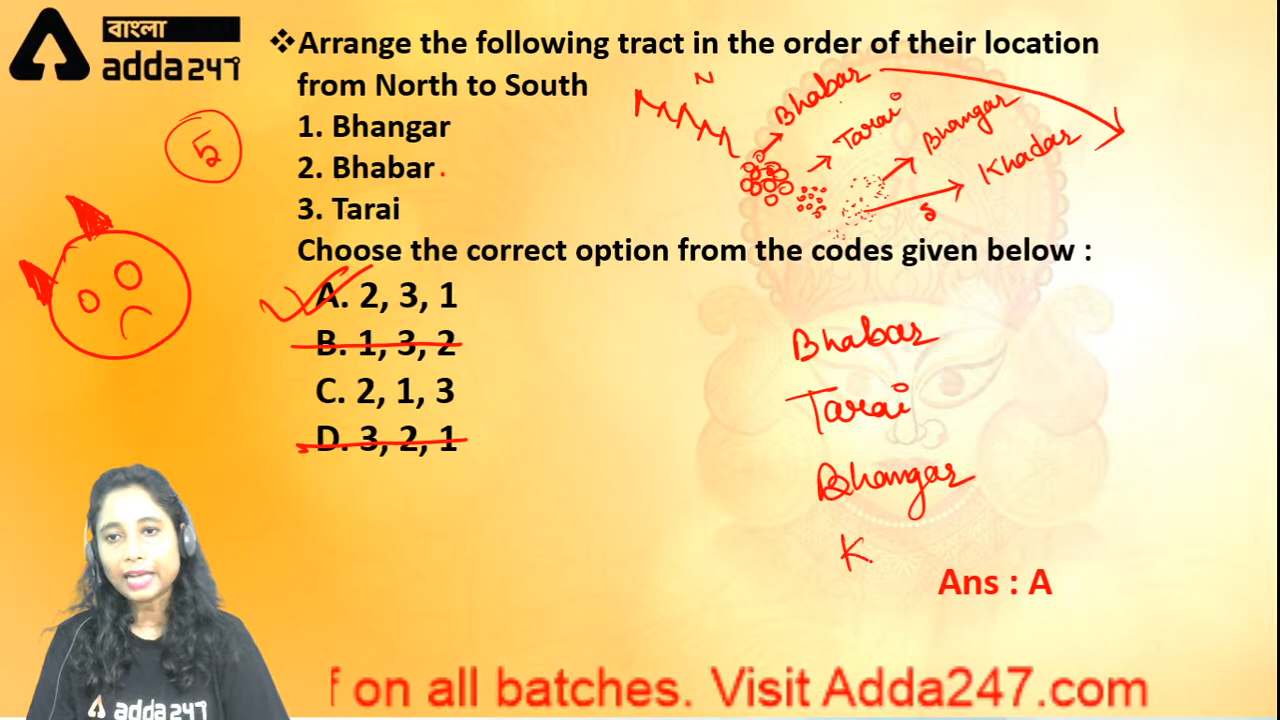 বাংলা
adda247
❖Arrange the following tract in the order of their location
from North to South
1. Bhangar
2. Bhabar
3. Tarai
Choose the correct option from the codes given below :
A. 2, 3, 1
B. 1, 3, 2
C. 2, 1, 3
D. 3, 2, 1
5
N
Bhabar
Tarai
Bhangar
Khadar
S
Bhabar
Tarai
Bhangar
K
Ans : A
adda247
f on all batches. Visit Adda247.com